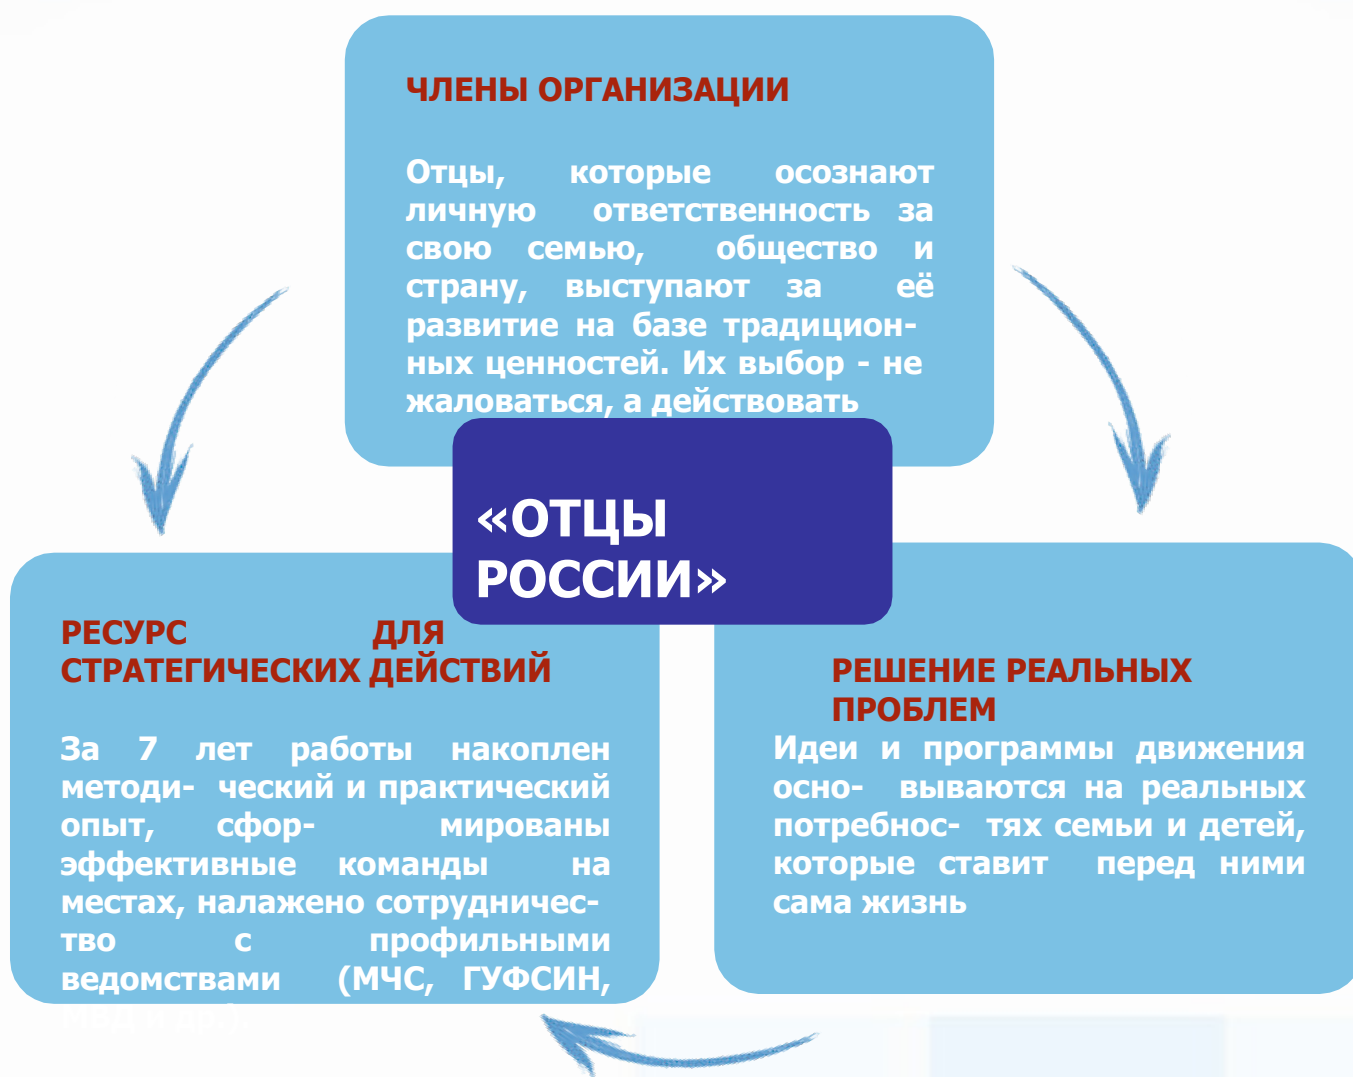 ЧЛЕНЫ ОРГАНИЗАЦИИ
Отцы, которые осознают
личную ответственность за
свою семью, общество и
страну, выступают за её
развитие на базе традицион-
ных ценностей. Их выбор - не
жаловаться, а действовать
«ОТЦЫ
РОССИИ»
РЕСУРС ДЛЯ
СТРАТЕГИЧЕСКИХ ДЕЙСТВИЙ
За 7 лет работы накоплен
методи- ческий и практический
опыт, сфор- мированы
эффективные команды на
местах, налажено сотрудничес-
тво с профильными
ведомствами (МЧС, ГУФСИН,
МВД и др.).
РЕШЕНИЕ РЕАЛЬНЫХ
ПРОБЛЕМ
Идеи и программы движения
осно- вываются на реальных
потребнос- тях семьи и детей,
которые ставит перед ними
сама жизнь